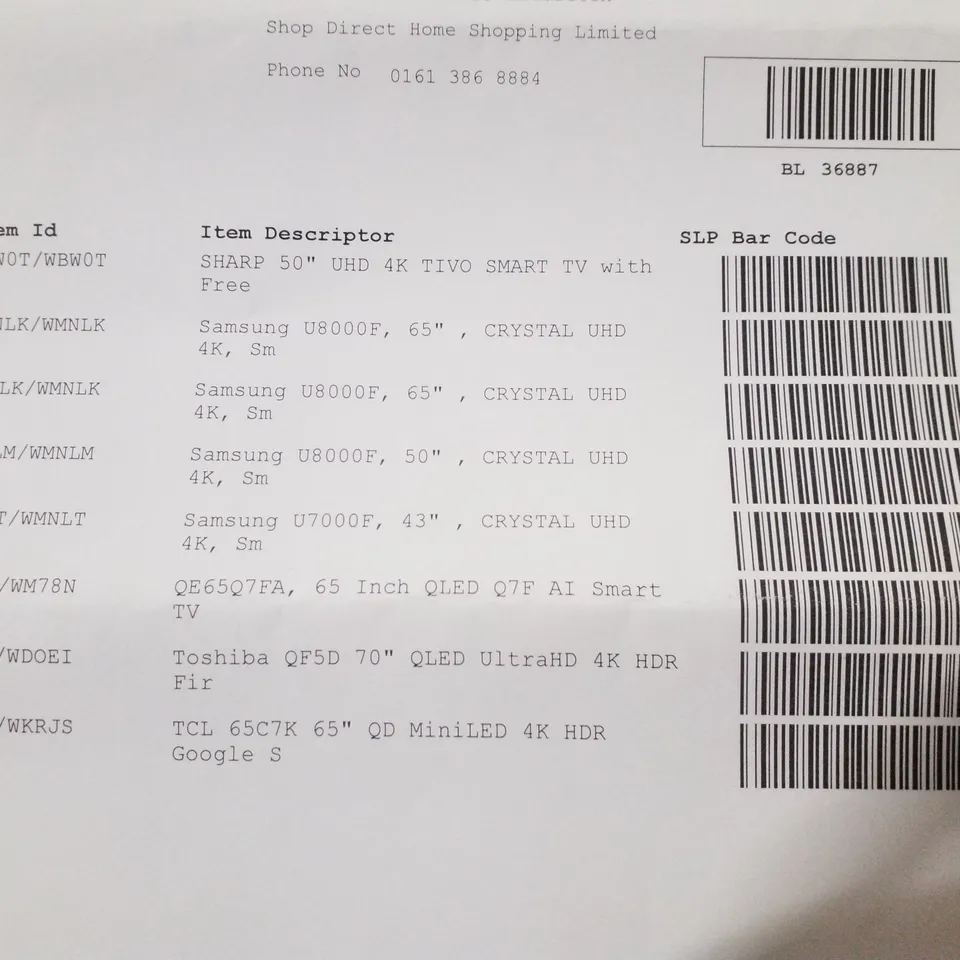 Shop Direct Home Shopping Limited
Phone No 0161 386 8884
BL 36887
em Id Item Descriptor SLP Bar Code
W0T/WBW0T SHARP 50" UHD 4K TIVO SMART TV with
Free
NLK/WMNLK Samsung U8000F, 65" , CRYSTAL UHD
4K, Sm
LK/WMNLK Samsung U8000F, 65" , CRYSTAL UHD
4K, Sm
LM/WMNLM Samsung U8000F, 50" , CRYSTAL UHD
4K, Sm
T/WMNLT Samsung U7000F, 43" , CRYSTAL UHD
4K, Sm
/WM78N QE65Q7FA, 65 Inch QLED Q7F AI Smart
TV
/WDOEI Toshiba QF5D 70" QLED UltraHD 4K HDR
Fir
/WKRJS TCL 65C7K 65" QD MiniLED 4K HDR
Google S